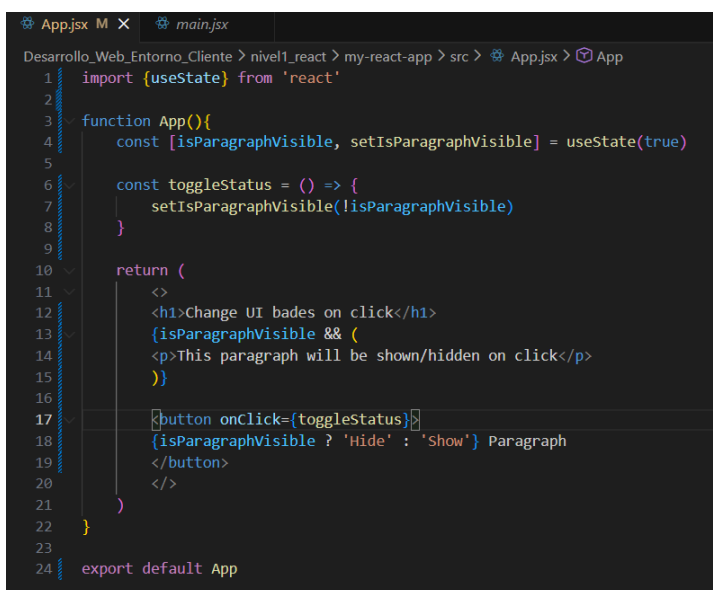 App.jsx M X main.jsx
Desarrollo_Web_Entorno_Cliente > nivel1_react > my-react-app > src > App.jsx > App
1 import {useState} from 'react'
2
3 function App(){
4 const [isParagraphVisible, setIsParagraphVisible] = useState(true)
5
6 const toggleStatus = () => {
7 setIsParagraphVisible(!isParagraphVisible)
8 }
9
10 return (
11 <>
12 <h1>Change UI bades on click</h1>
13 {isParagraphVisible && (
14 <p>This paragraph will be shown/hidden on click</p>
15 )}
16
17 <button onClick={toggleStatus}>
18 {isParagraphVisible ? 'Hide' : 'Show'} Paragraph
19 </button>
20 </>
21 )
22 }
23
24 export default App